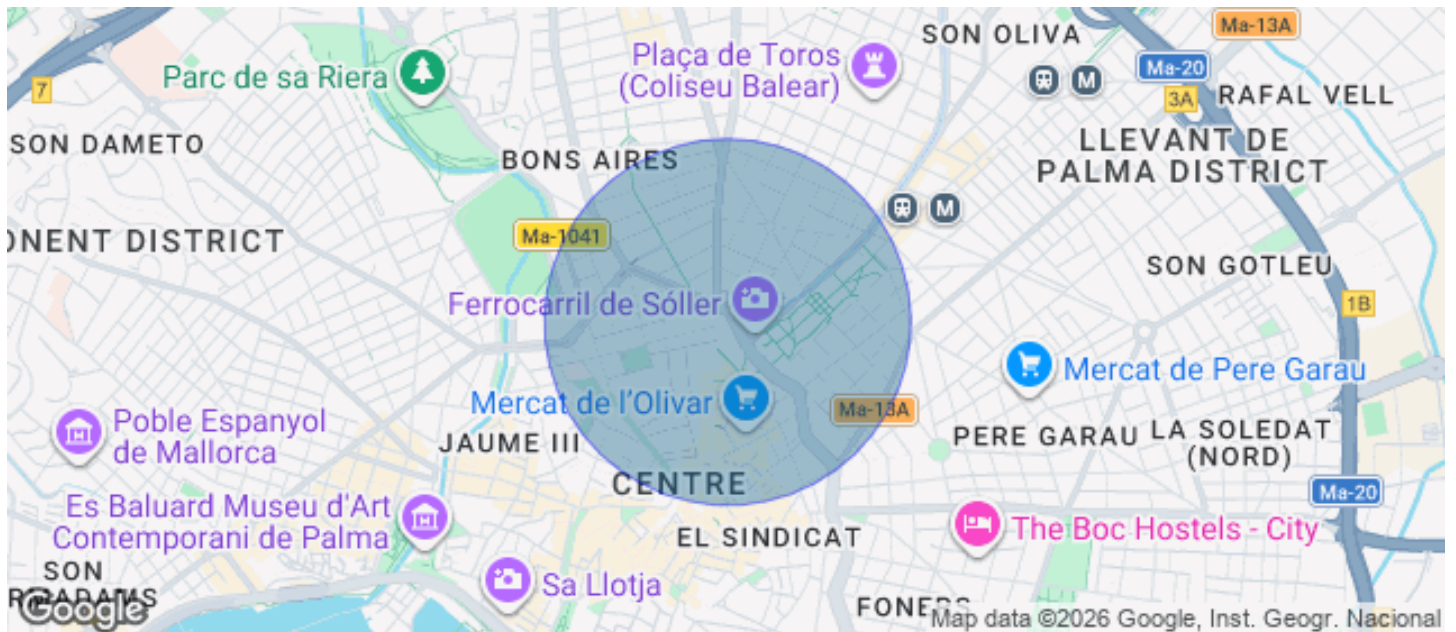 Ma-13A
SON OLIVA
Plaça de Toros
(Coliseu Balear)
Parc de sa Riera
Ma-20
M
7
3A
RAFAL VELL
SON DAMETO
LLEVANT DE
PALMA DISTRICT
BONS AIRES
M
Ma-1041
ONENT DISTRICT
SON GOTLEU
Ferrocarril de Sóller
1B
Mercat de Pere Garau
Mercat de l'Olivar
Ma-13A
Poble Espanyol
de Mallorca
JAUME III
PERE GARAU
LA SOLEDAT
(NORD)
CENTRE
Ma-20
Es Baluard Museu d'Art
Contemporani de Palma
The Boc Hostels - City
EL SINDICAT
SON
Sa Llotja
Google
FONERS
Map data ©2026 Google, Inst. Geogr. Nacional